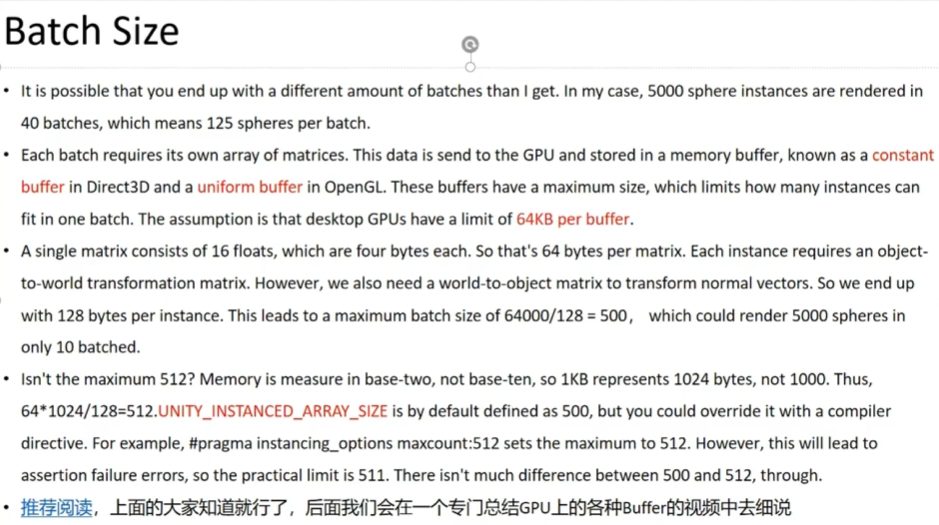 Batch Size
• It is possible that you end up with a different amount of batches than I get. In my case, 5000 sphere instances are rendered in
40 batches, which means 125 spheres per batch.
• Each batch requires its own array of matrices. This data is send to the GPU and stored in a memory buffer, known as a constant
buffer in Direct3D and a uniform buffer in OpenGL. These buffers have a maximum size, which limits how many instances can
fit in one batch. The assumption is that desktop GPUs have a limit of 64KB per buffer.
• A single matrix consists of 16 floats, which are four bytes each. So that's 64 bytes per matrix. Each instance requires an object-
to-world transformation matrix. However, we also need a world-to-object matrix to transform normal vectors. So we end up
with 128 bytes per instance. This leads to a maximum batch size of 64000/128 = 500， which could render 5000 spheres in
only 10 batched.
• Isn't the maximum 512? Memory is measure in base-two, not base-ten, so 1KB represents 1024 bytes, not 1000. Thus,
64*1024/128=512.UNITY_INSTANCED_ARRAY_SIZE is by default defined as 500, but you could override it with a compiler
directive. For example, #pragma instancing_options maxcount:512 sets the maximum to 512. However, this will lead to
assertion failure errors, so the practical limit is 511. There isn't much difference between 500 and 512, through.
• 推荐阅读，上面的大家知道就行了，后面我们会在一个专门总结GPU上的各种Buffer的视频中去细说